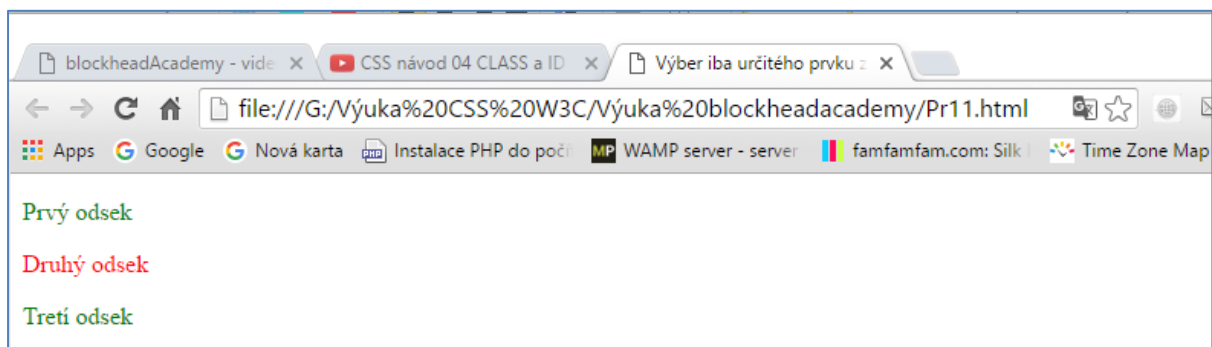 blockheadAcademy - vide
CSS návod 04 CLASS a ID
Výber iba určitého prvku z
file:///G:/Výuka%20CSS%20W3C/Výuka%20blockheadacademy/Pr11.html
Apps Google Nová karta Instalace PHP do počí MP WAMP server - server famfamfam.com: Silk Time Zone Map
Prvý odsek
Druhý odsek
Tretí odsek